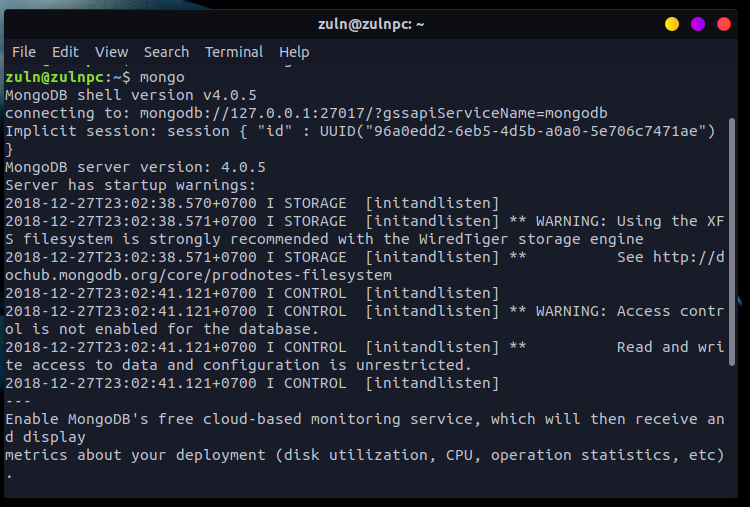 zuln@zulnpc: ~
File Edit View Search Terminal Help
zuln@zulnpc:~$ mongo
MongoDB shell version v4.0.5
connecting to: mongodb://127.0.0.1:27017/?gssapiServiceName=mongodb
Implicit session: session { "id" : UUID("96a0edd2-6eb5-4d5b-a0a0-5e706c7471ae")
}
MongoDB server version: 4.0.5
Server has startup warnings:
2018-12-27T23:02:38.570+0700 I STORAGE  [initandlisten]
2018-12-27T23:02:38.571+0700 I STORAGE  [initandlisten] ** WARNING: Using the XF
S filesystem is strongly recommended with the WiredTiger storage engine
2018-12-27T23:02:38.571+0700 I STORAGE  [initandlisten] **          See http://d
ochub.mongodb.org/core/prodnotes-filesystem
2018-12-27T23:02:41.121+0700 I CONTROL  [initandlisten]
2018-12-27T23:02:41.121+0700 I CONTROL  [initandlisten] ** WARNING: Access contr
ol is not enabled for the database.
2018-12-27T23:02:41.121+0700 I CONTROL  [initandlisten] **          Read and wri
te access to data and configuration is unrestricted.
2018-12-27T23:02:41.121+0700 I CONTROL  [initandlisten]
---
Enable MongoDB's free cloud-based monitoring service, which will then receive an
d display
metrics about your deployment (disk utilization, CPU, operation statistics, etc)
.